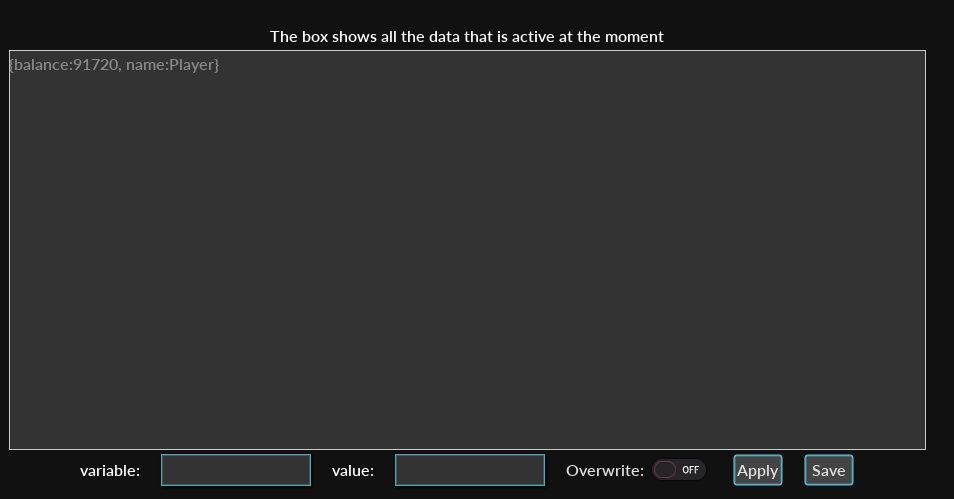 The box shows all the data that is active at the moment
{balance:91720, name:Player}
variable: value: Overwrite: OFF Apply Save